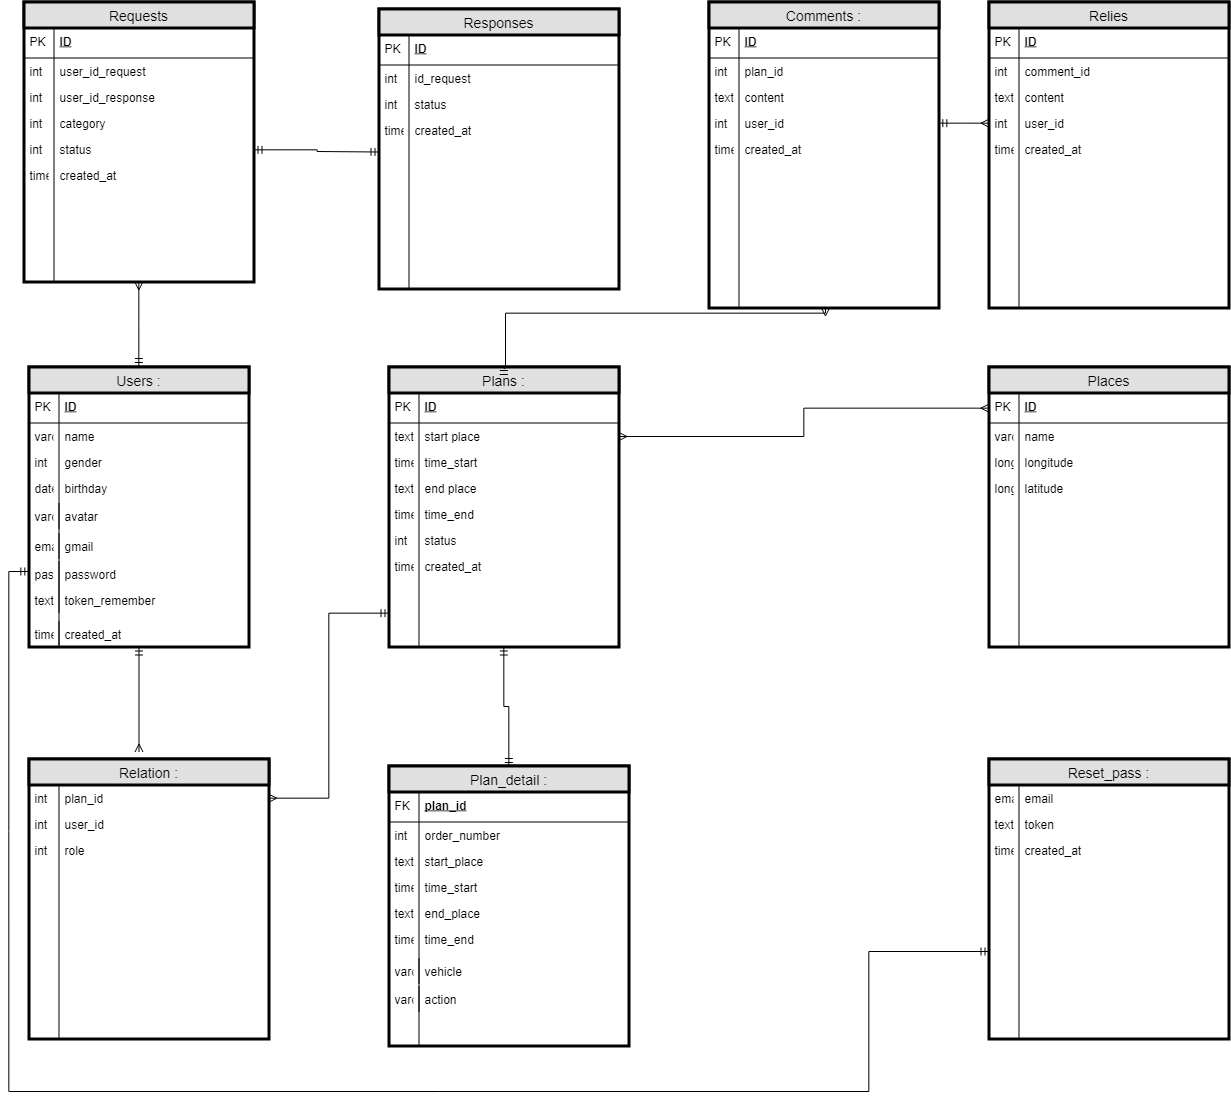 Requests
PK ID
int user_id_request
int user_id_response
int category
int status
time created_at
Responses
PK ID
int id_request
int status
time created_at
Comments :
PK ID
int plan_id
text content
int user_id
time created_at
Relies
PK ID
int comment_id
text content
int user_id
time created_at
Users :
PK ID
varc name
int gender
date birthday
varc avatar
ema gmail
pas password
text token_remember
time created_at
Plans :
PK ID
text start place
time time_start
text end place
time time_end
int status
time created_at
Places
PK ID
varc name
long longitude
long latitude
Relation :
int plan_id
int user_id
int role
Plan_detail :
FK plan_id
int order_number
text start_place
time time_start
text end_place
time time_end
varc vehicle
varc action
Reset_pass :
ema email
text token
time created_at